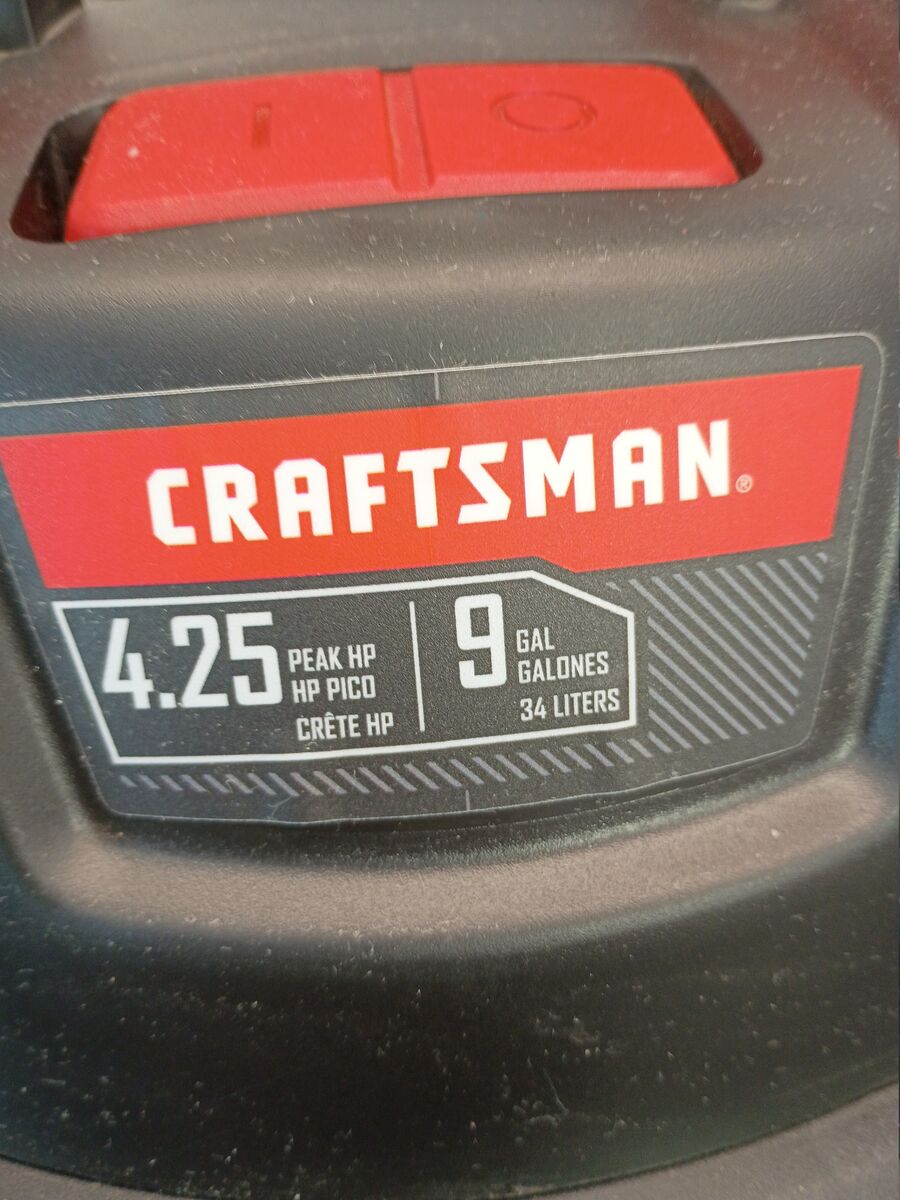 CRAFTSMAN®
4.25
PEAK HP
HP PICO
CRÊTE HP
9
GAL
GALONES
34 LITERS